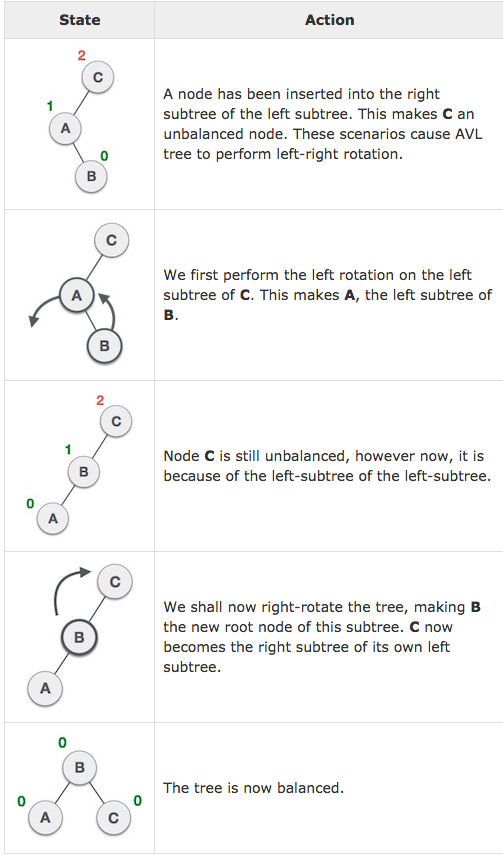 State
Action
2
C
1
A
0
B
A node has been inserted into the right
subtree of the left subtree. This makes C an
unbalanced node. These scenarios cause AVL
tree to perform left-right rotation.
C
A
B
We first perform the left rotation on the left
subtree of C. This makes A, the left subtree of
B.
2
C
1
B
0
A
Node C is still unbalanced, however now, it is
because of the left-subtree of the left-subtree.
C
B
A
We shall now right-rotate the tree, making B
the new root node of this subtree. C now
becomes the right subtree of its own left
subtree.
0
B
0
A
0
C
The tree is now balanced.